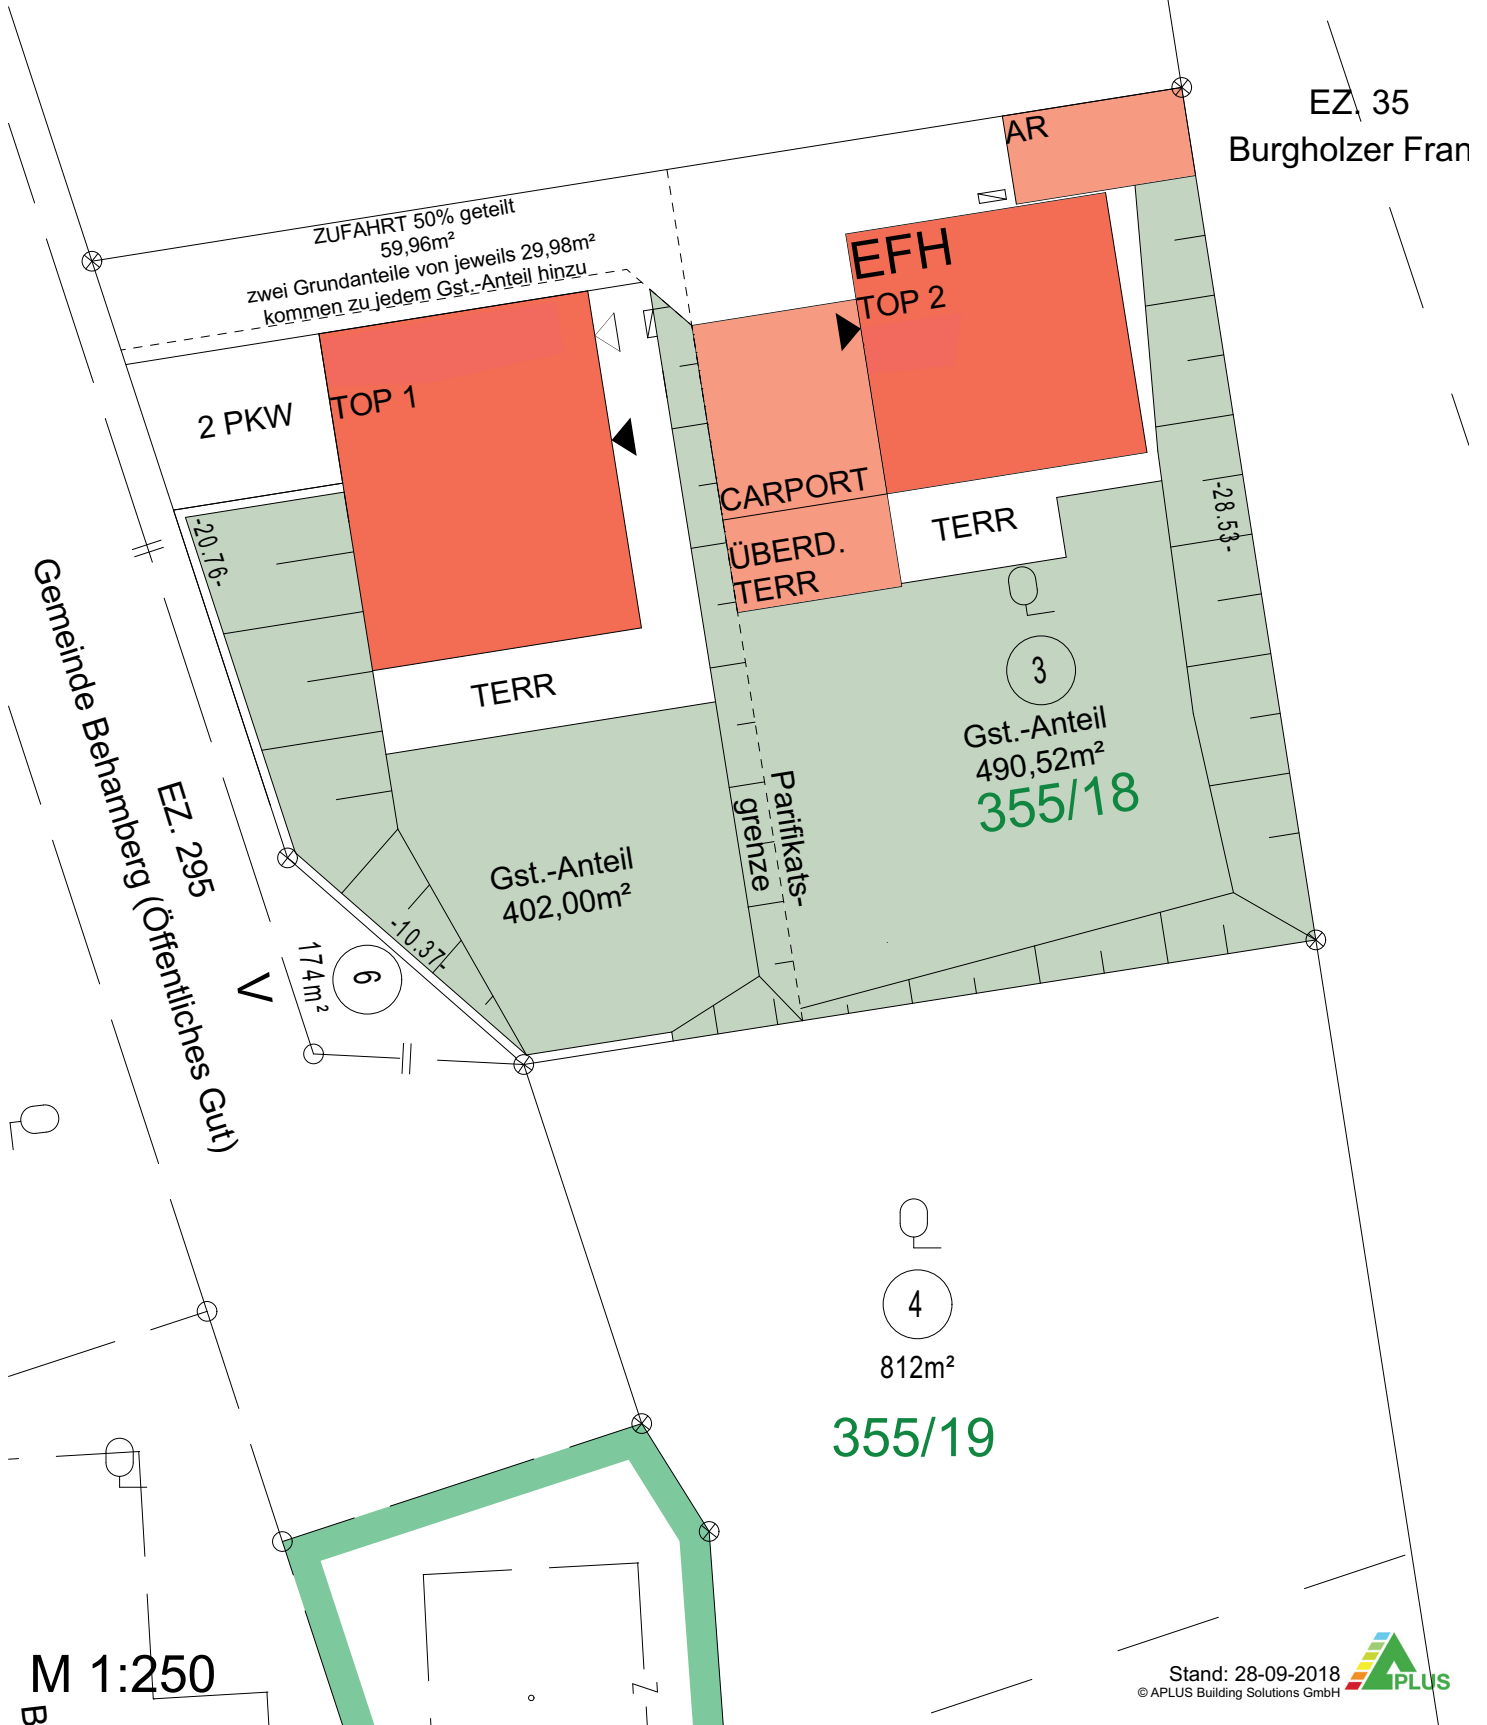 EZ. 35
Burgholzer Fran
AR
ZUFAHRT 50% geteilt
59,96m²
zwei Grundanteile von jeweils 29,98m²
kommen zu jedem Gst.-Anteil hinzu
EFH
TOP 2
2 PKW
TOP 1
CARPORT
ÜBERD.
TERR
TERR
-20.76-
-28.53-
TERR
3
Gst.-Anteil
490,52m²
355/18
Parifikats-
grenze
Gst.-Anteil
402,00m²
-10.37-
Gemeinde Behamberg (Öffentliches Gut)
EZ. 295
V
174m²
6
4
812m²
355/19
M 1:250
B
Z
Stand: 28-09-2018
© APLUS Building Solutions GmbH
APLUS